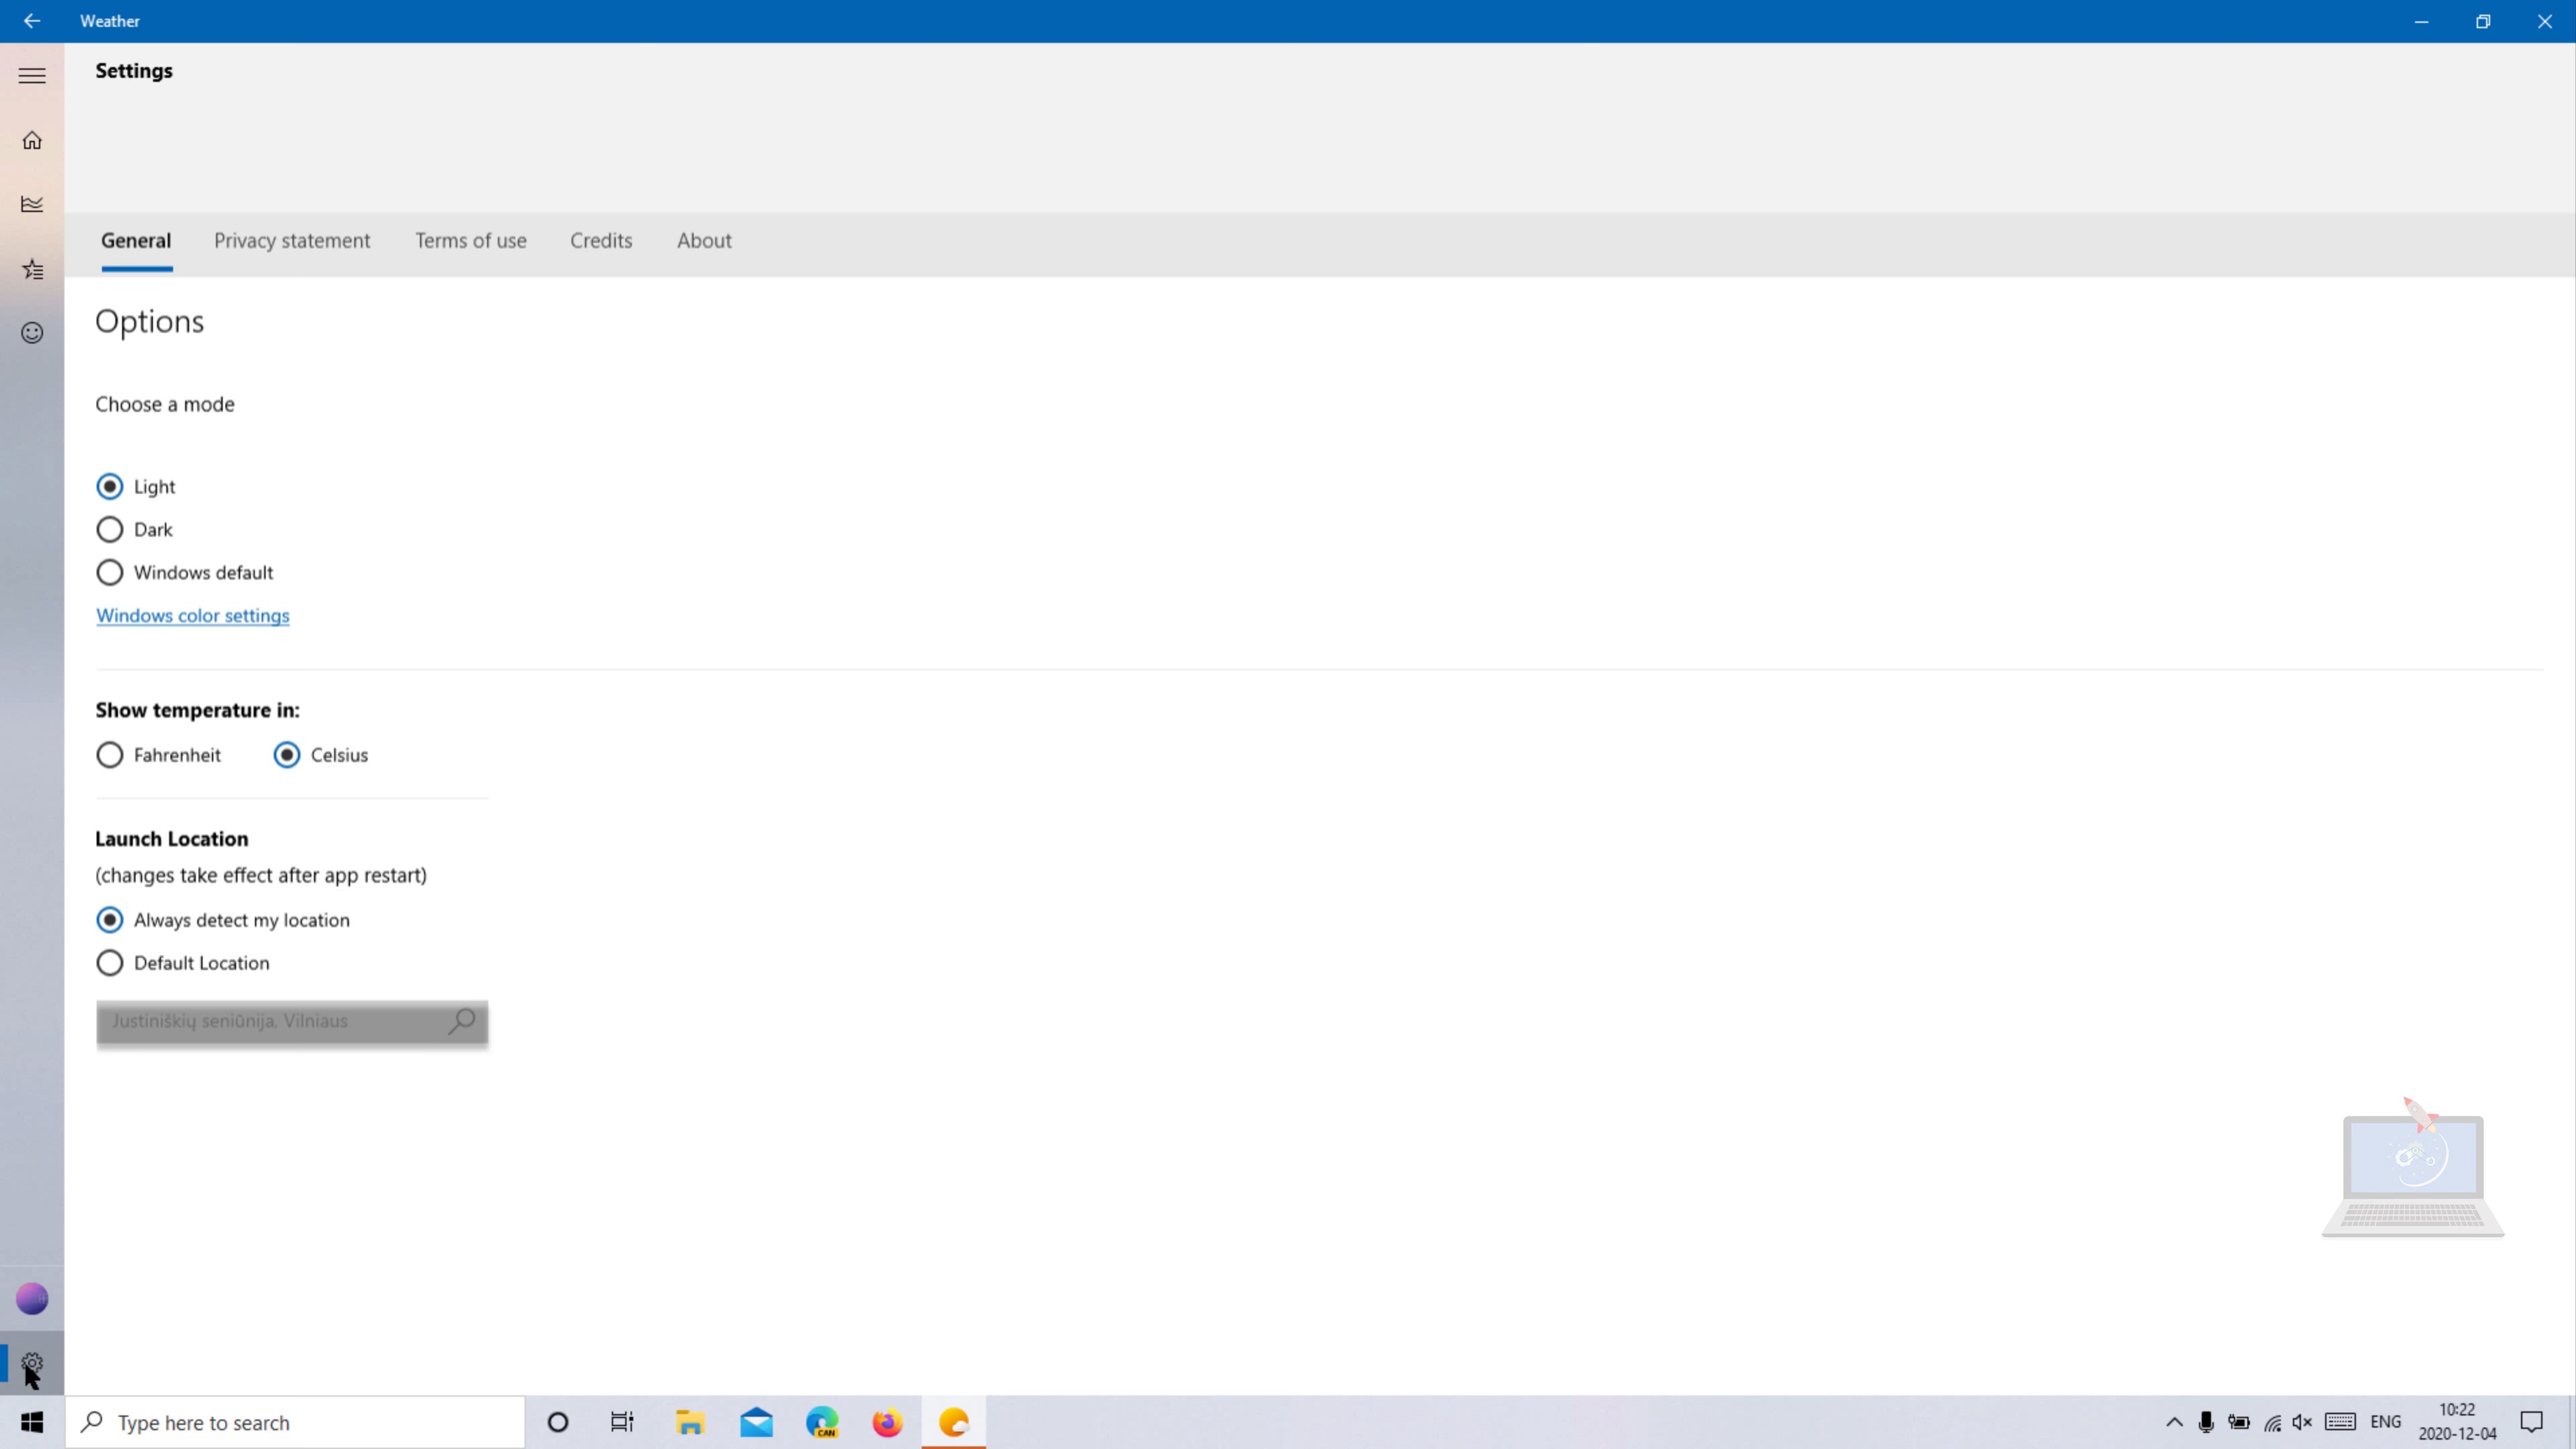 Weather
Settings
General Privacy statement Terms of use Credits About
Options
Choose a mode
Light
Dark
Windows default
Windows color settings
Show temperature in:
Fahrenheit Celsius
Launch Location
(changes take effect after app restart)
Always detect my location
Default Location
Justiniškių seniūnija, Vilniaus
Type here to search
CAN
ENG
10:22
2020-12-04